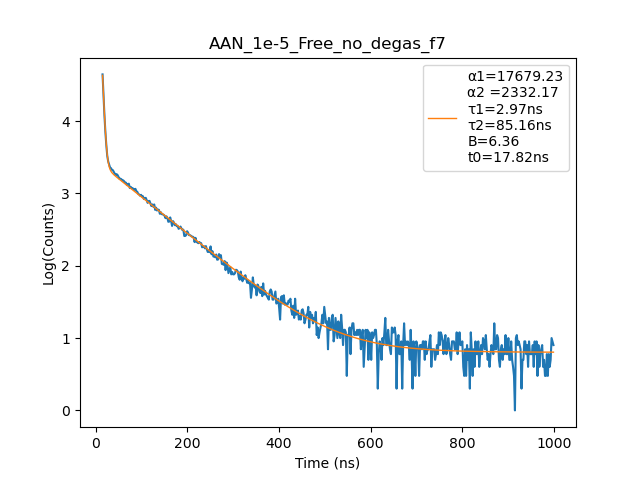 AAN_1e-5_Free_no_degas_f7
α1=17679.23
α2 =2332.17
τ1=2.97ns
τ2=85.16ns
B=6.36
t0=17.82ns
Log(Counts)
4
3
2
1
0
0 200 400 600 800 1000
Time (ns)